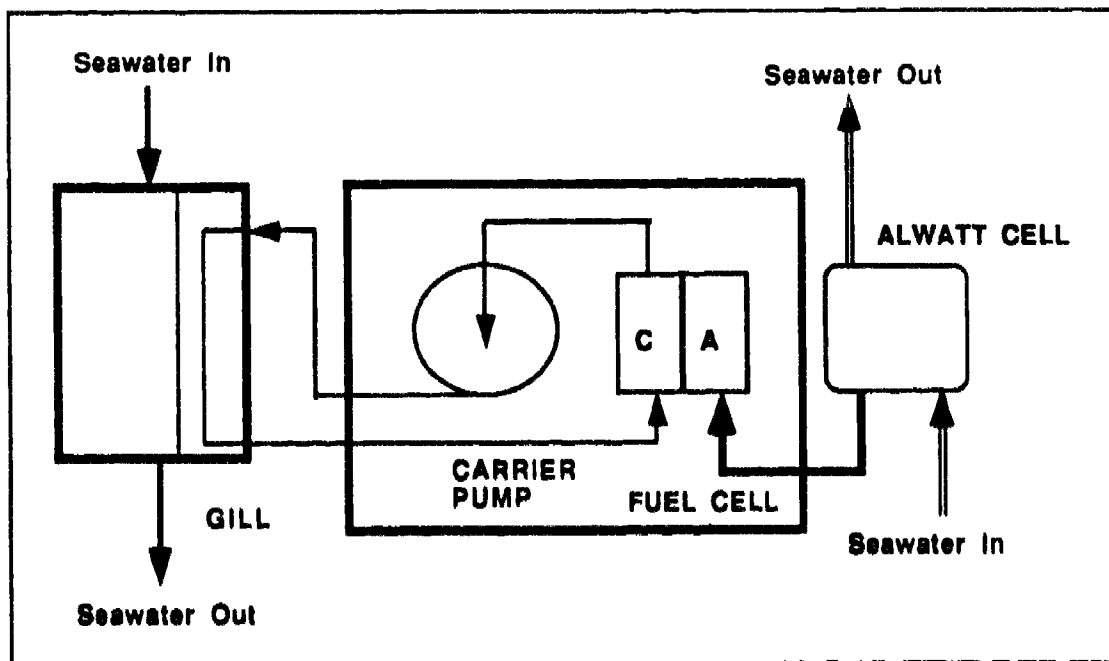 Seawater In
Seawater Out
ALWATT CELL
C A
CARRIER
PUMP
FUEL CELL
GILL
Seawater In
Seawater Out